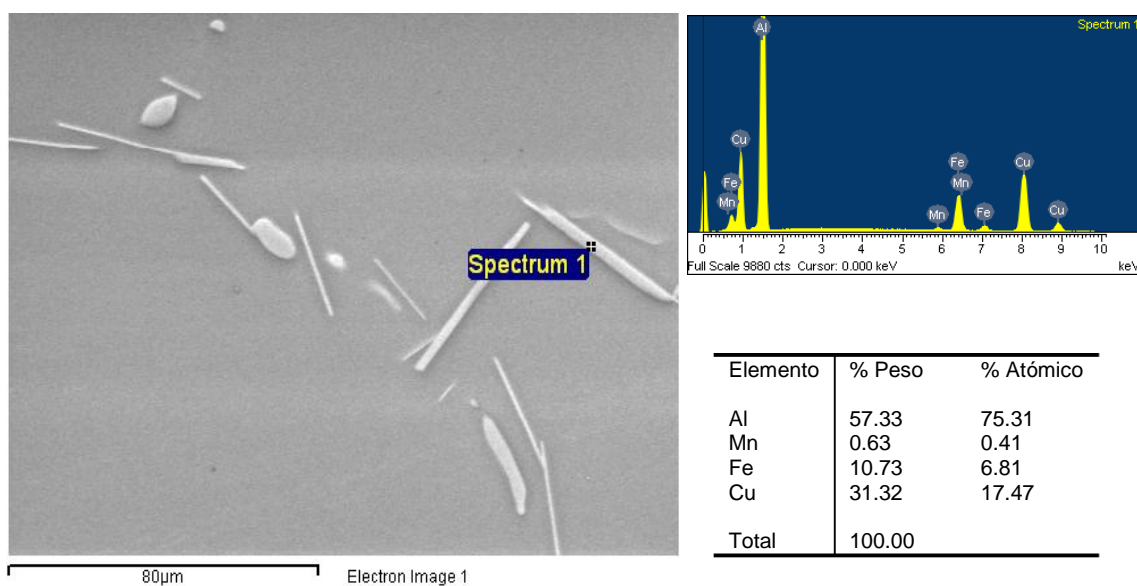 Spectrum 1
80µm
Electron Image 1
Spectrum 1
Al
Cu
Fe
Mn
Fe
Mn
Mn
Fe
Cu
Cu
0 1 2 3 4 5 6 7 8 9 10
Full Scale 9880 cts Cursor: 0.000 keV
keV
Elemento % Peso % Atómico
Al 57.33 75.31
Mn 0.63 0.41
Fe 10.73 6.81
Cu 31.32 17.47
Total 100.00